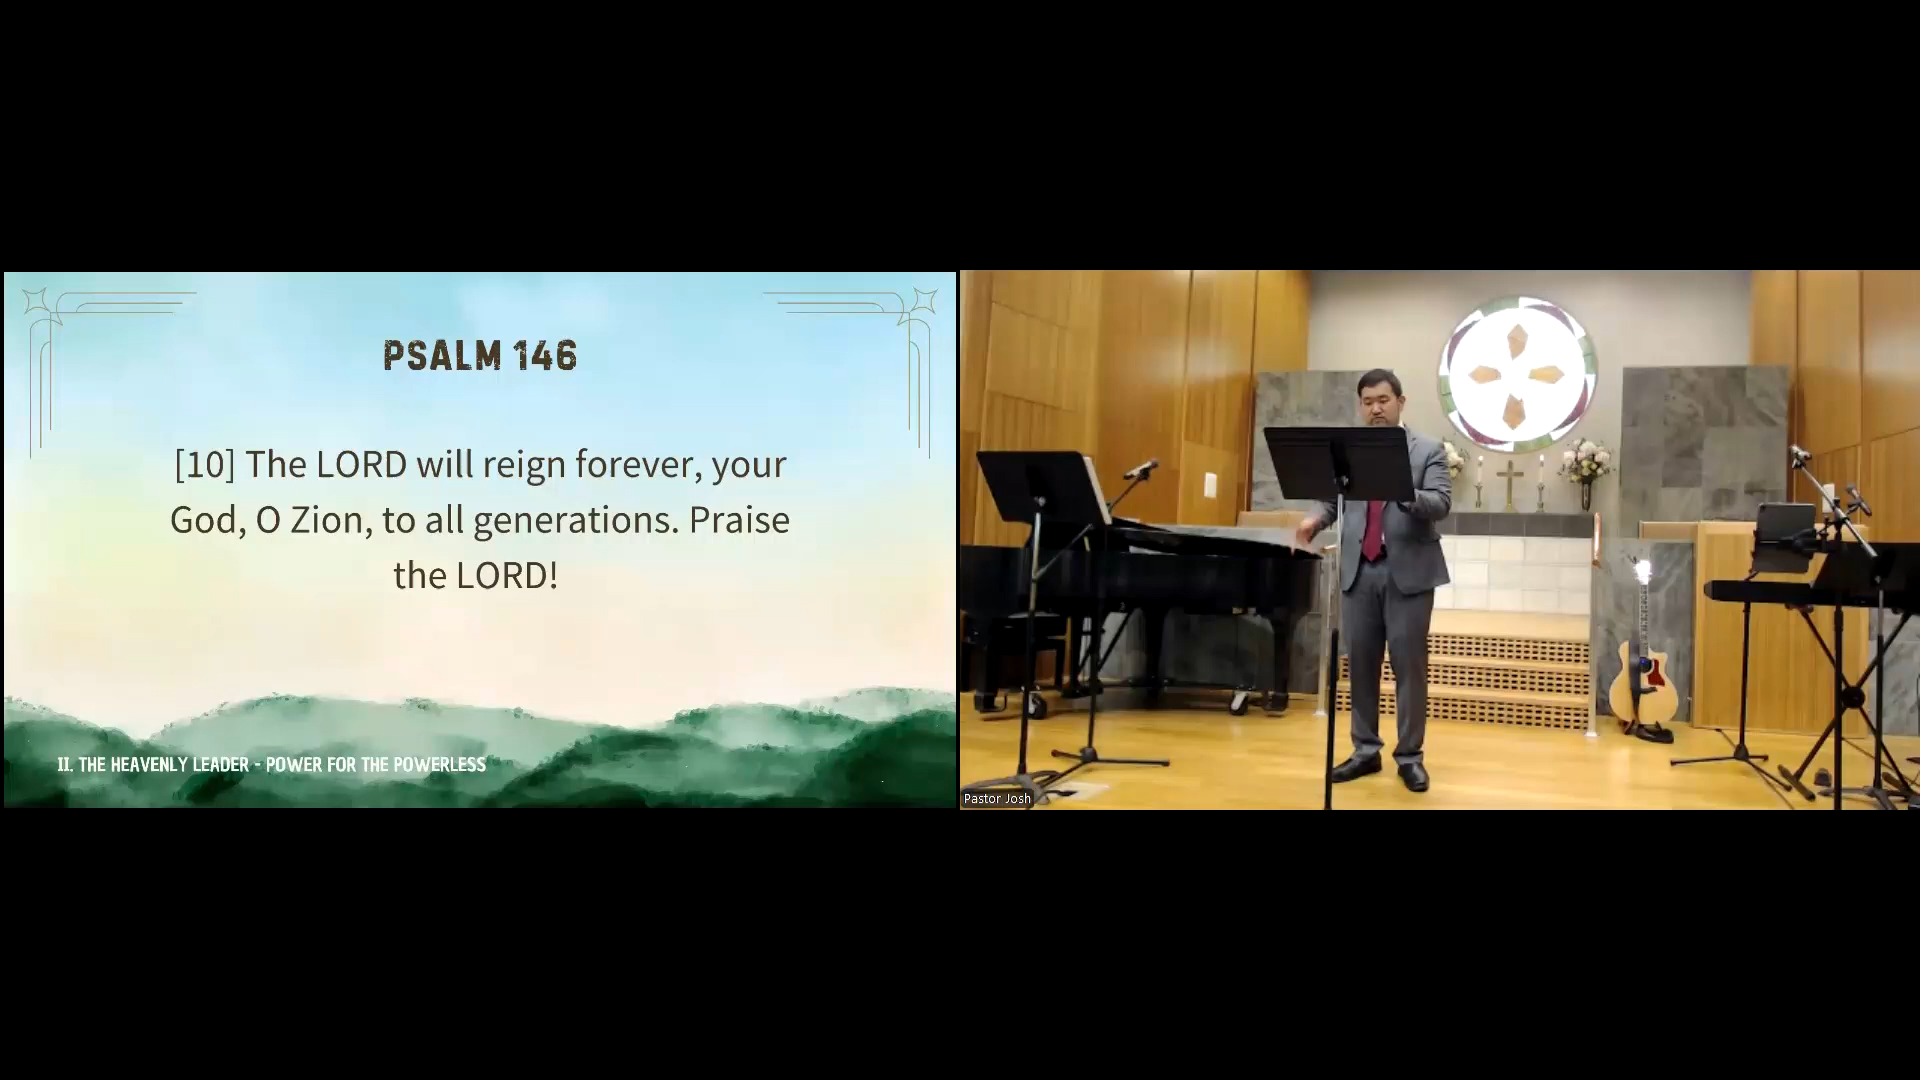 PSALM 146
[10] The LORD will reign forever, your
God, O Zion, to all generations. Praise
the LORD!
II. THE HEAVENLY LEADER - POWER FOR THE POWERLESS
Pastor Josh